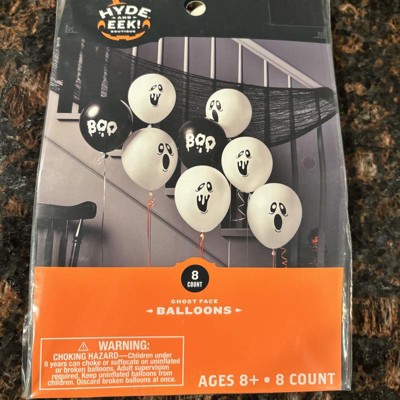 HYDE
AND
EEK!
BOUTIQUE
BOO
BOO
8
COUNT
GHOST FACE
BALLOONS
WARNING:
CHOKING HAZARD—Children under
8 years can choke or suffocate on uninflated
or broken balloons. Adult supervision
required. Keep uninflated balloons from
children. Discard broken balloons at once.
AGES 8+ • 8 COUNT